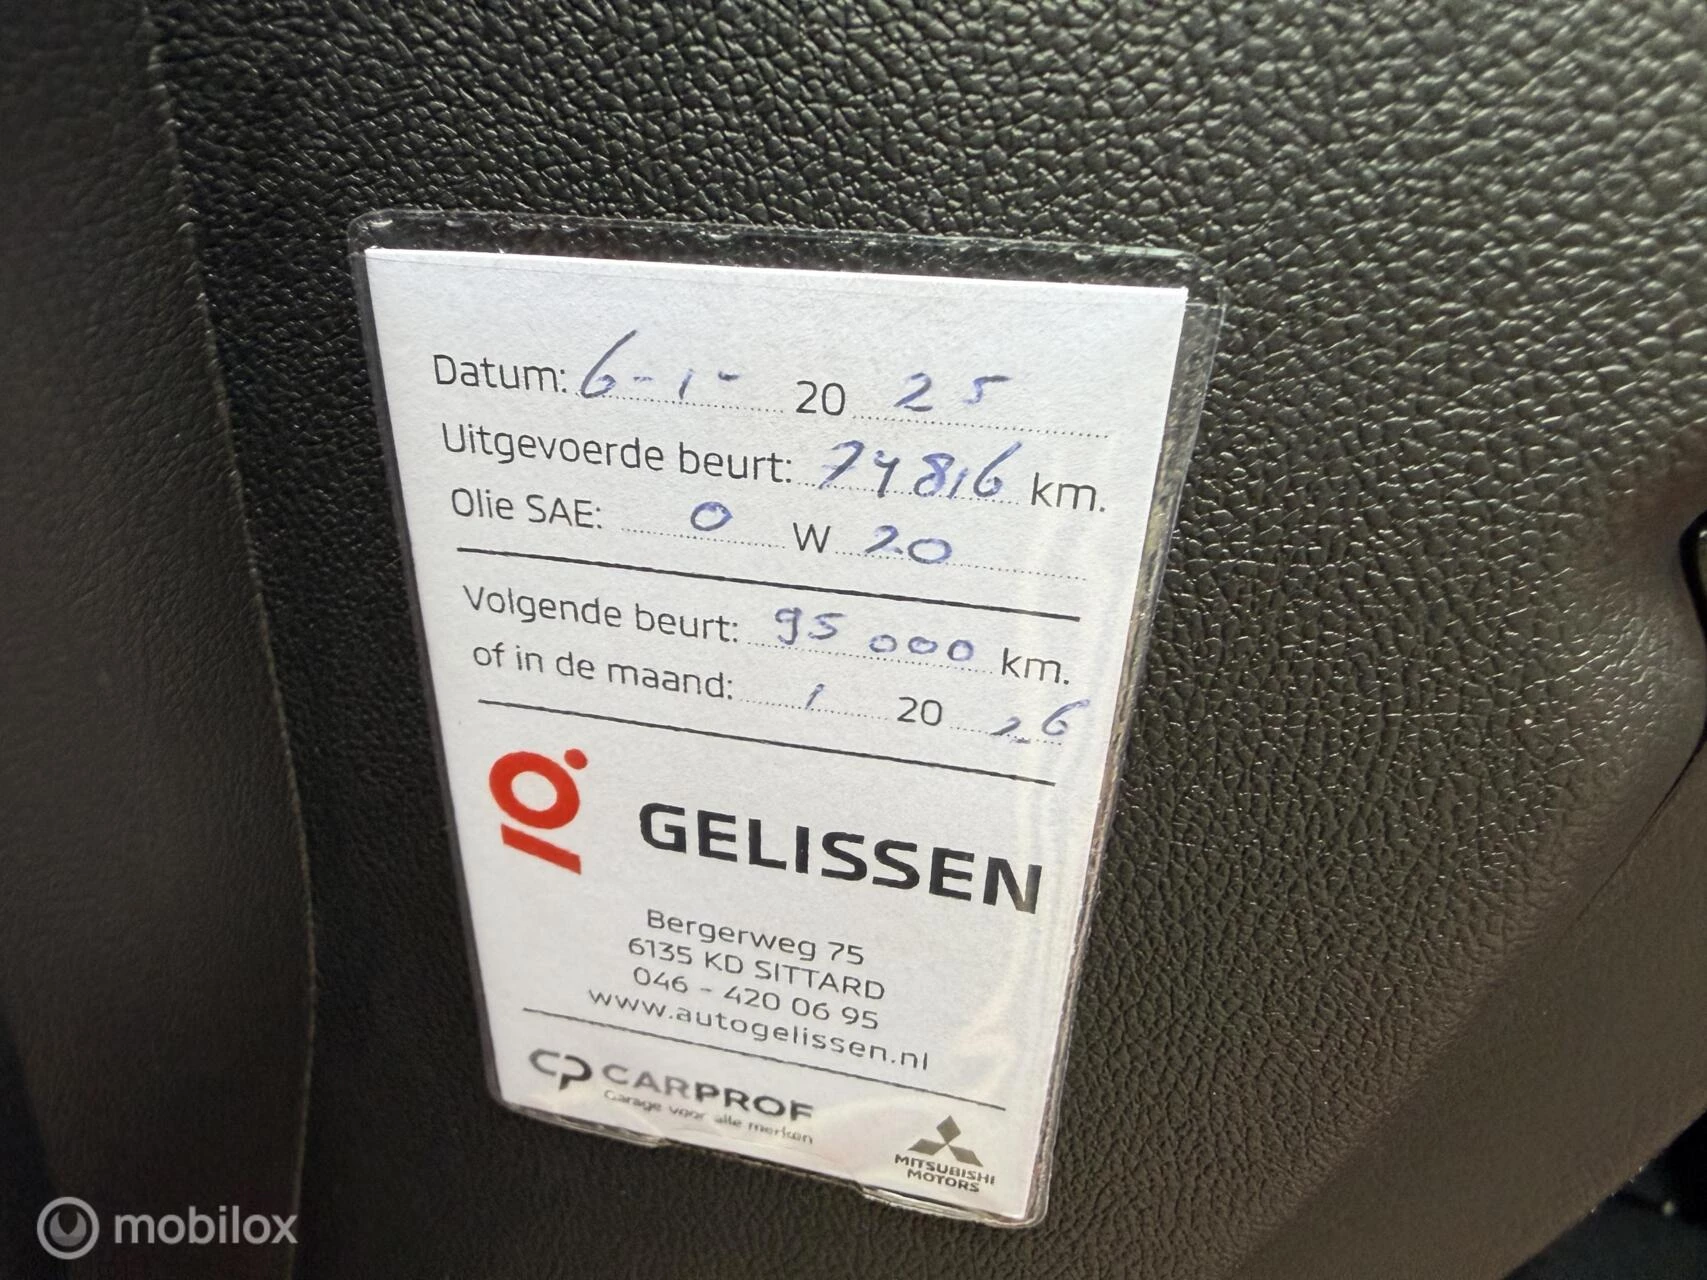 Datum: 6-1- 20 25
Uitgevoerde beurt: 74816 km.
Olie SAE: 0 W 20
Volgende beurt: 95000 km.
of in de maand: 1 20 26
GELISSEN
Bergerweg 75
6135 KD SITTARD
046 - 420 06 95
www.autogelissen.nl
CP CARPROF
Garage voor alle merken
MITSUBISHI
MOTORS
mobilox